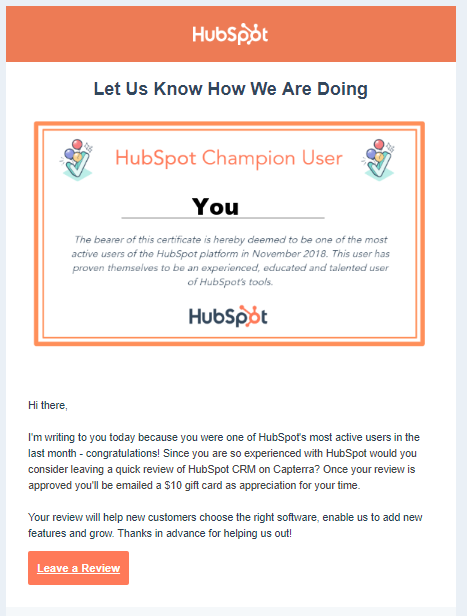 HubSpot
Let Us Know How We Are Doing
HubSpot Champion User
You
The bearer of this certificate is hereby deemed to be one of the most
active users of the HubSpot platform in November 2018. This user has
proven themselves to be an experienced, educated and talented user
of HubSpot's tools.
HubSpot
Hi there,
I'm writing to you today because you were one of HubSpot's most active users in the
last month - congratulations! Since you are so experienced with HubSpot would you
consider leaving a quick review of HubSpot CRM on Capterra? Once your review is
approved you'll be emailed a $10 gift card as appreciation for your time.
Your review will help new customers choose the right software, enable us to add new
features and grow. Thanks in advance for helping us out!
Leave a Review